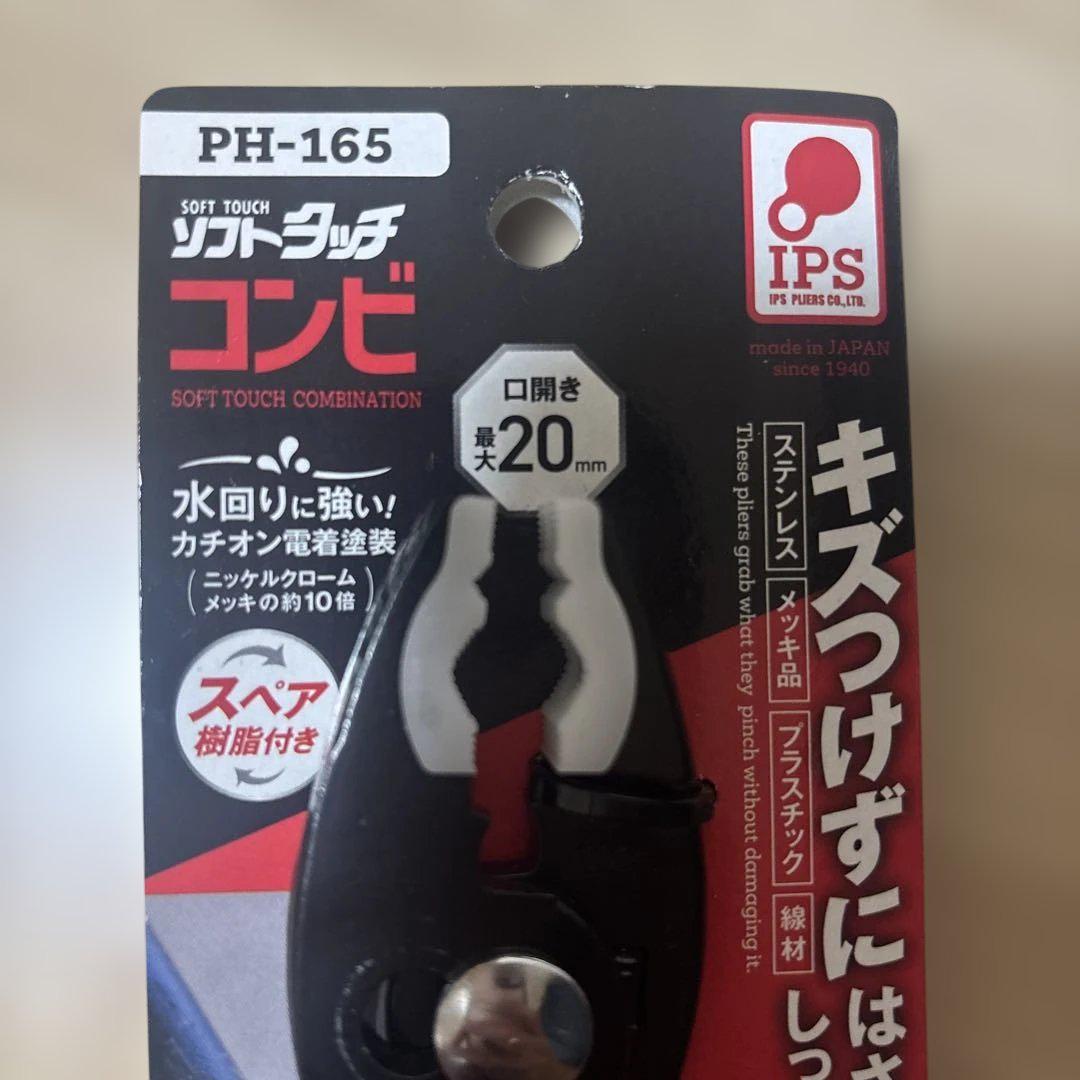 PH-165
SOFT TOUCH
ソフトタッチ
コンビ
SOFT TOUCH COMBINATION
IPS
IPS PLIERS CO.,LTD.
made in JAPAN
since 1940
口開き
最大20mm
水回りに強い!
カチオン電着塗装
(ニッケルクローム
メッキの約10倍)
スペア
樹脂付き
キズつけずにはさ
しっ
ステンレス
メッキ品
プラスチック
線材
These pliers grab what they pinch without damaging it.